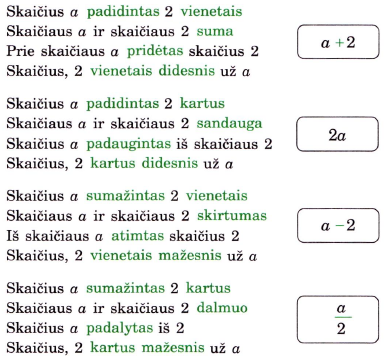 Skaičius a padidintas 2 vienetais
Skaičiaus a ir skaičiaus 2 suma
Prie skaičiaus a pridėtas skaičius 2
Skaičius, 2 vienetais didesnis už a
a + 2
Skaičius a padidintas 2 kartus
Skaičiaus a ir skaičiaus 2 sandauga
Skaičius a padaugintas iš skaičiaus 2
Skaičius, 2 kartus didesnis už a
2a
Skaičius a sumažintas 2 vienetais
Skaičiaus a ir skaičiaus 2 skirtumas
Iš skaičiaus a atimtas skaičius 2
Skaičius, 2 vienetais mažesnis už a
a − 2
Skaičius a sumažintas 2 kartus
Skaičiaus a ir skaičiaus 2 dalmuo
Skaičius a padalytas iš 2
Skaičius, 2 kartus mažesnis už a
a
2